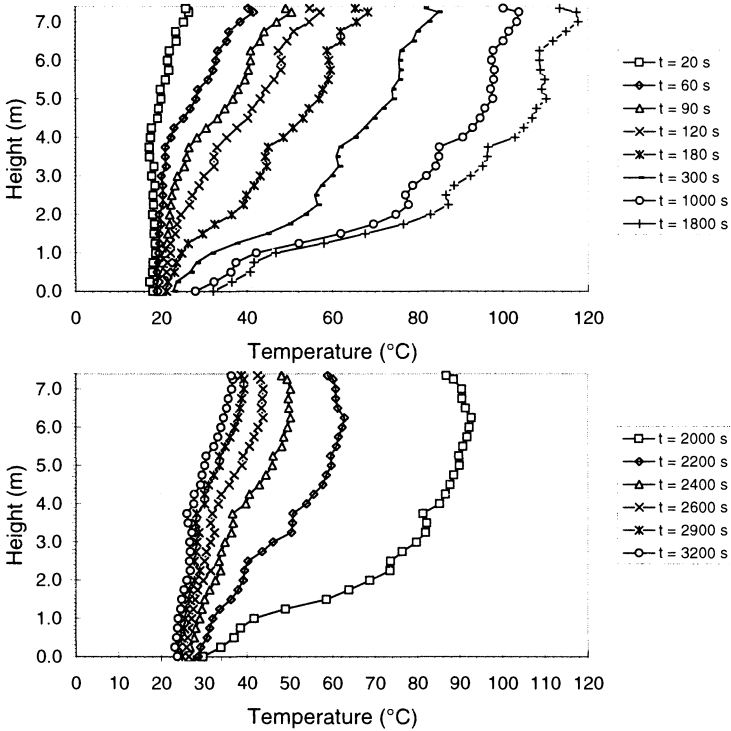 7.0
6.0
5.0
4.0
3.0
2.0
1.0
0.0
Height (m)
0 20 40 60 80 100 120
Temperature (°C)
t = 20 s
t = 60 s
t = 90 s
t = 120 s
t = 180 s
t = 300 s
t = 1000 s
t = 1800 s
7.0
6.0
5.0
4.0
3.0
2.0
1.0
0.0
Height (m)
0 10 20 30 40 50 60 70 80 90 100 110 120
Temperature (°C)
t = 2000 s
t = 2200 s
t = 2400 s
t = 2600 s
t = 2900 s
t = 3200 s